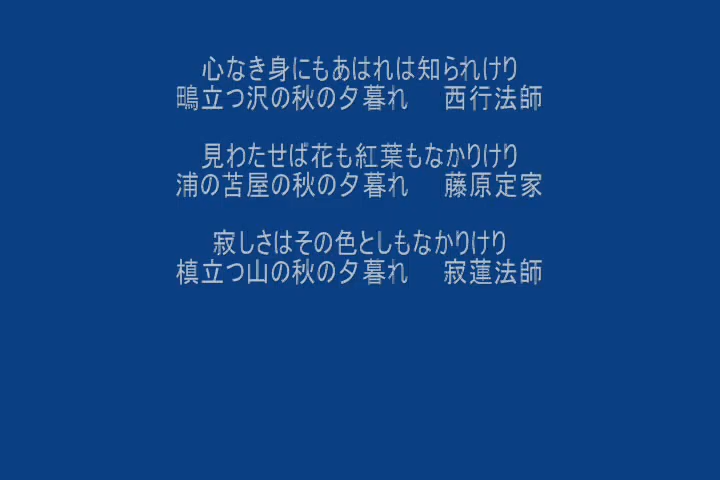 心なき身にもあはれは知られけり
鴫立つ沢の秋の夕暮れ　西行法師
見わたせば花も紅葉もなかりけり
浦の苫屋の秋の夕暮れ　藤原定家
寂しさはその色としもなかりけり
槙立つ山の秋の夕暮れ　寂蓮法師